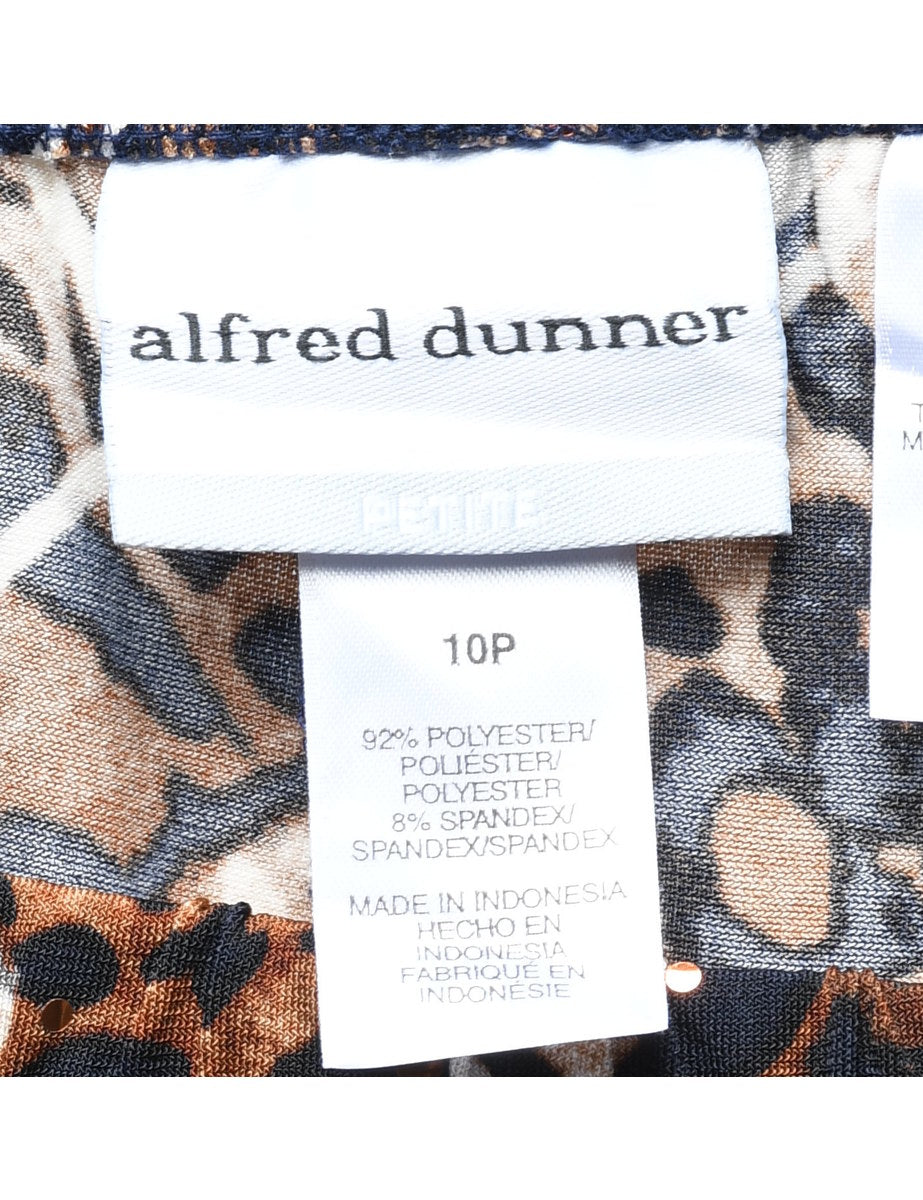 alfred dunner
PETITE
10P
92% POLYESTER/
POLIÉSTER/
POLYESTER
8% SPANDEX/
SPANDEX/SPANDEX
MADE IN INDONESIA
HECHO EN
INDONESIA
FABRIQUÉ EN
INDONÉSIE